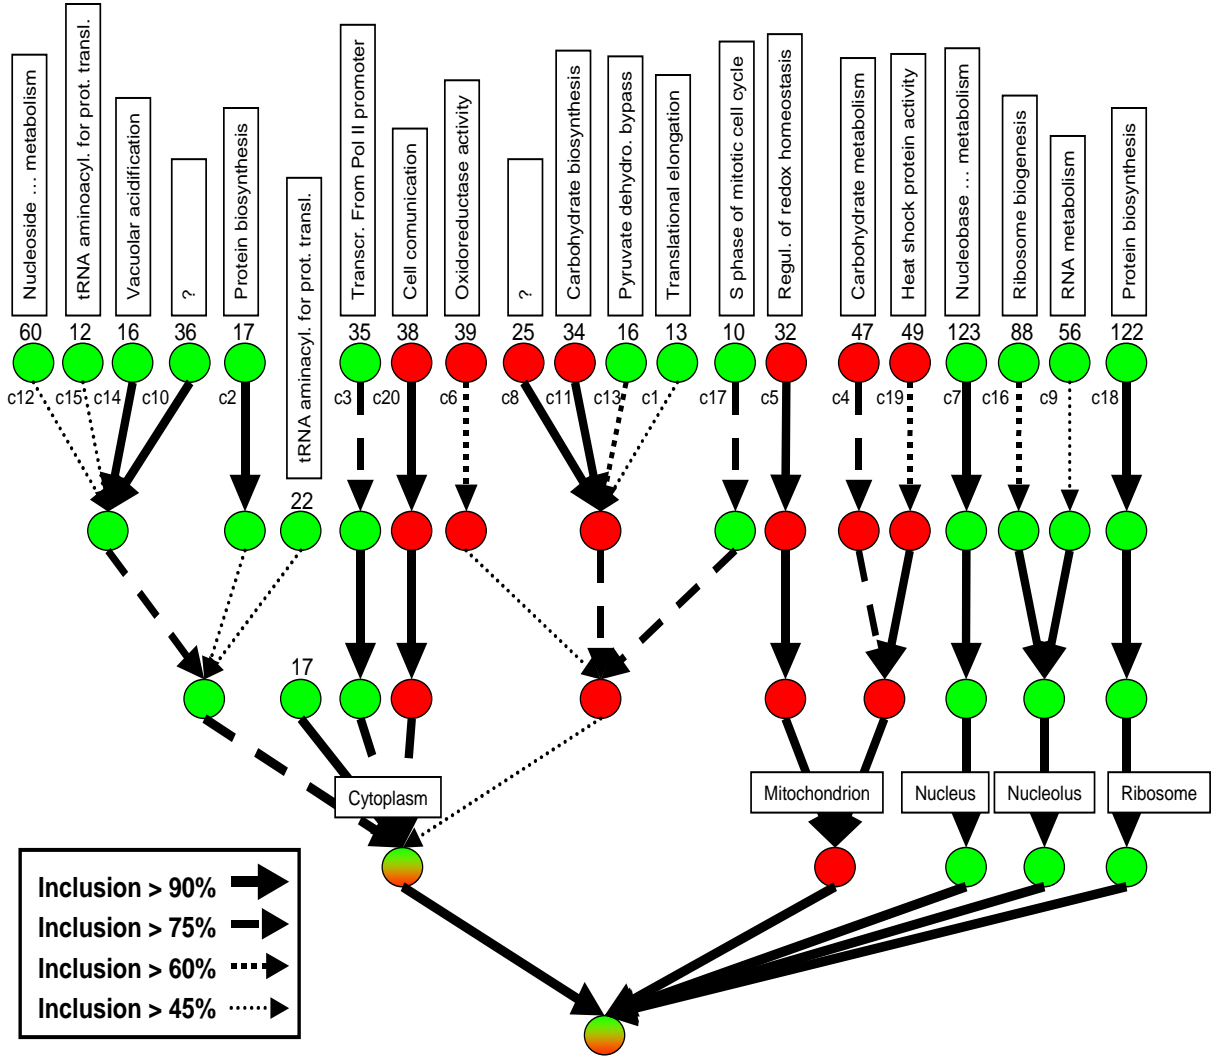 Nucleoside ... metabolism
tRNA aminoacyl. for prot. transl.
Vacuolar acidification
?
Protein biosynthesis
tRNA aminacyl. for prot. transl.
Transcr. From Pol II promoter
Cell comunication
Oxidoreductase activity
?
Carbohydrate biosynthesis
Pyruvate dehydro. bypass
Translational elongation
S phase of mitotic cell cycle
Regul. of redox homeostasis
Carbohydrate metabolism
Heat shock protein activity
Nucleobase ... metabolism
Ribosome biogenesis
RNA metabolism
Protein biosynthesis
60 12 16 36 17 35 38 39 25 34 16 13 10 32 47 49 123 88 56 122
c12 c15 c14 c10 c2 c3 c20 c6 c8 c11 c13 c1 c17 c5 c4 c19 c7 c16 c9 c18
22
17
Cytoplasm
Mitochondrion
Nucleus
Nucleolus
Ribosome
Inclusion > 90%
Inclusion > 75%
Inclusion > 60%
Inclusion > 45%